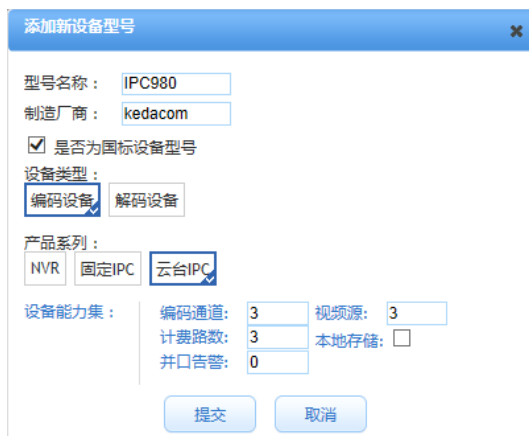 添加新设备型号
型号名称： IPC980
制造厂商： kedacom
是否为国标设备型号
设备类型：
编码设备 解码设备
产品系列：
NVR 固定IPC 云台IPC
设备能力集： 编码通道: 3 视频源: 3
计费路数: 3 本地存储:
并口告警: 0
提交 取消